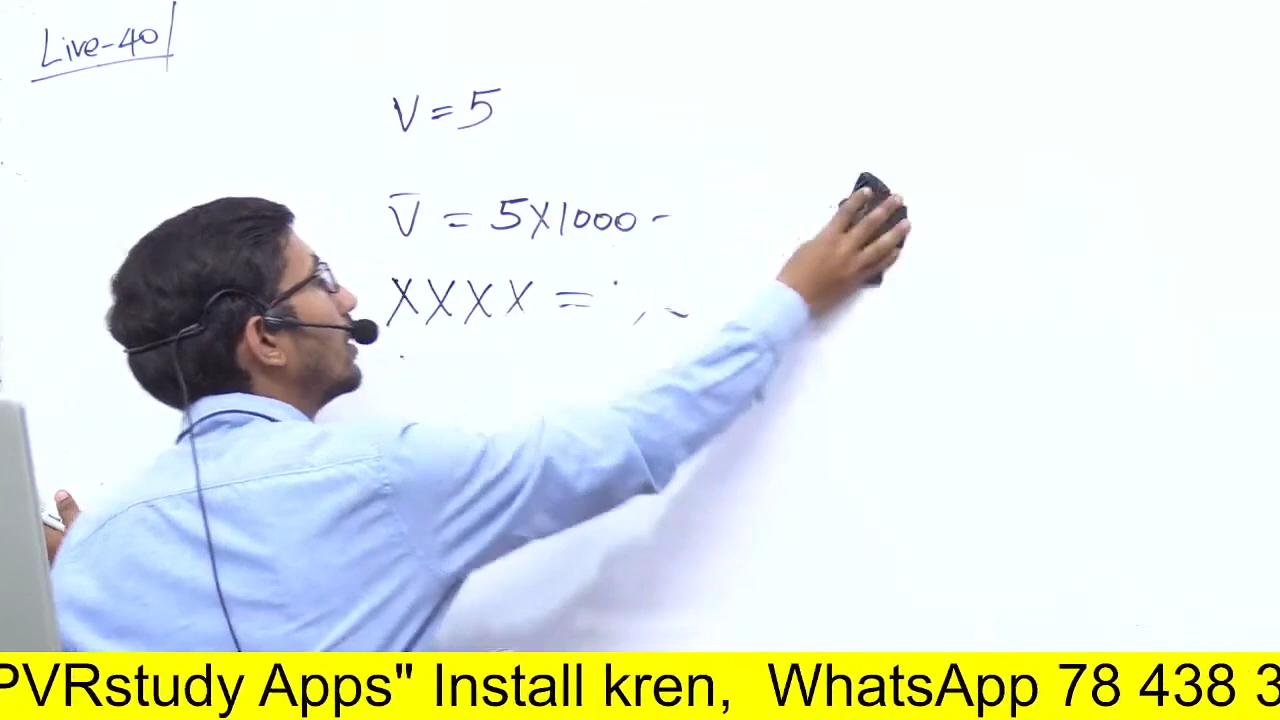 Live-40
V = 5
V̅ = 5X1000 -
XXXX =
PVRstudy Apps" Install kren, WhatsApp 78 438 3